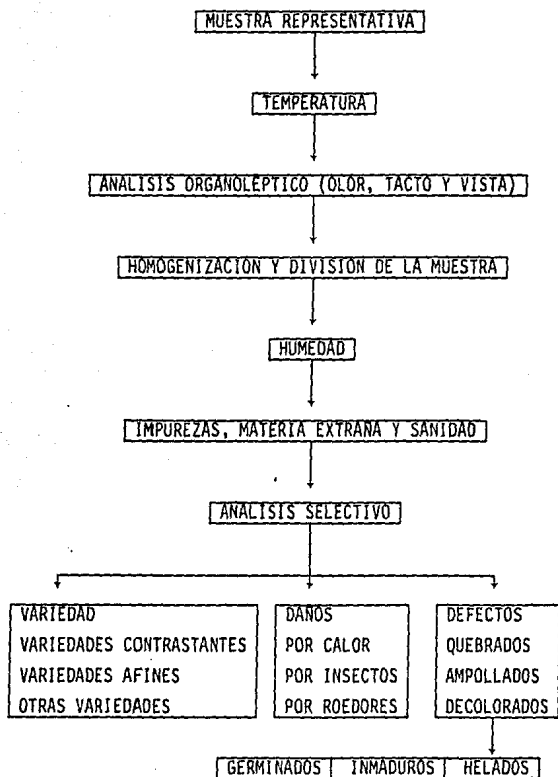 MUESTRA REPRESENTATIVA
TEMPERATURA
ANALISIS ORGANOLEPTICO (OLOR, TACTO Y VISTA)
HOMOGENIZACION Y DIVISION DE LA MUESTRA
HUMEDAD
IMPUREZAS, MATERIA EXTRAÑA Y SANIDAD
ANALISIS SELECTIVO
VARIEDAD
VARIEDADES CONTRASTANTES
VARIEDADES AFINES
OTRAS VARIEDADES
DAÑOS
POR CALOR
POR INSECTOS
POR ROEDORES
DEFECTOS
QUEBRADOS
AMPOLLADOS
DECOLORADOS
GERMINADOS INMADUROS HELADOS